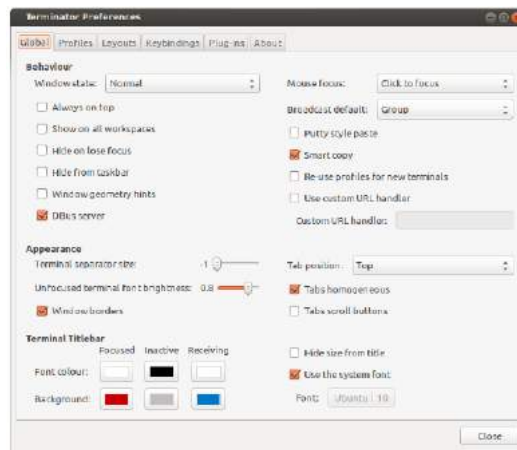 Terminator Preferences
Global Profiles Layouts Keybindings Plug-ins About
Behaviour
Window state: Normal
Mouse focus: Click to focus
Always on top
Broadcast default: Group
Show on all workspaces
Putty style paste
Hide on lose focus
Smart copy
Hide from taskbar
Re-use profiles for new terminals
Window geometry hints
Use custom URL handler
DBus server
Custom URL handler:
Appearance
Terminal separator size: -1
Tab position: Top
Unfocused terminal font brightness: 0.8
Tabs homogeneous
Window borders
Tabs scroll buttons
Terminal Titlebar
Focused Inactive Receiving
Hide size from title
Font colour:
Use the system font
Background:
Font: Ubuntu 10
Close